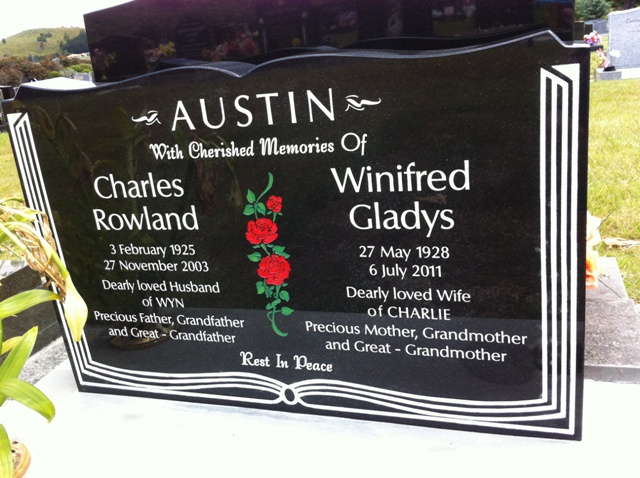 AUSTIN
With Cherished Memories Of
Charles
Rowland
3 February 1925
27 November 2003
Dearly loved Husband
of WYN
Precious Father, Grandfather
and Great - Grandfather
Winifred
Gladys
27 May 1928
6 July 2011
Dearly loved Wife
of CHARLIE
Precious Mother, Grandmother
and Great - Grandmother
Rest In Peace